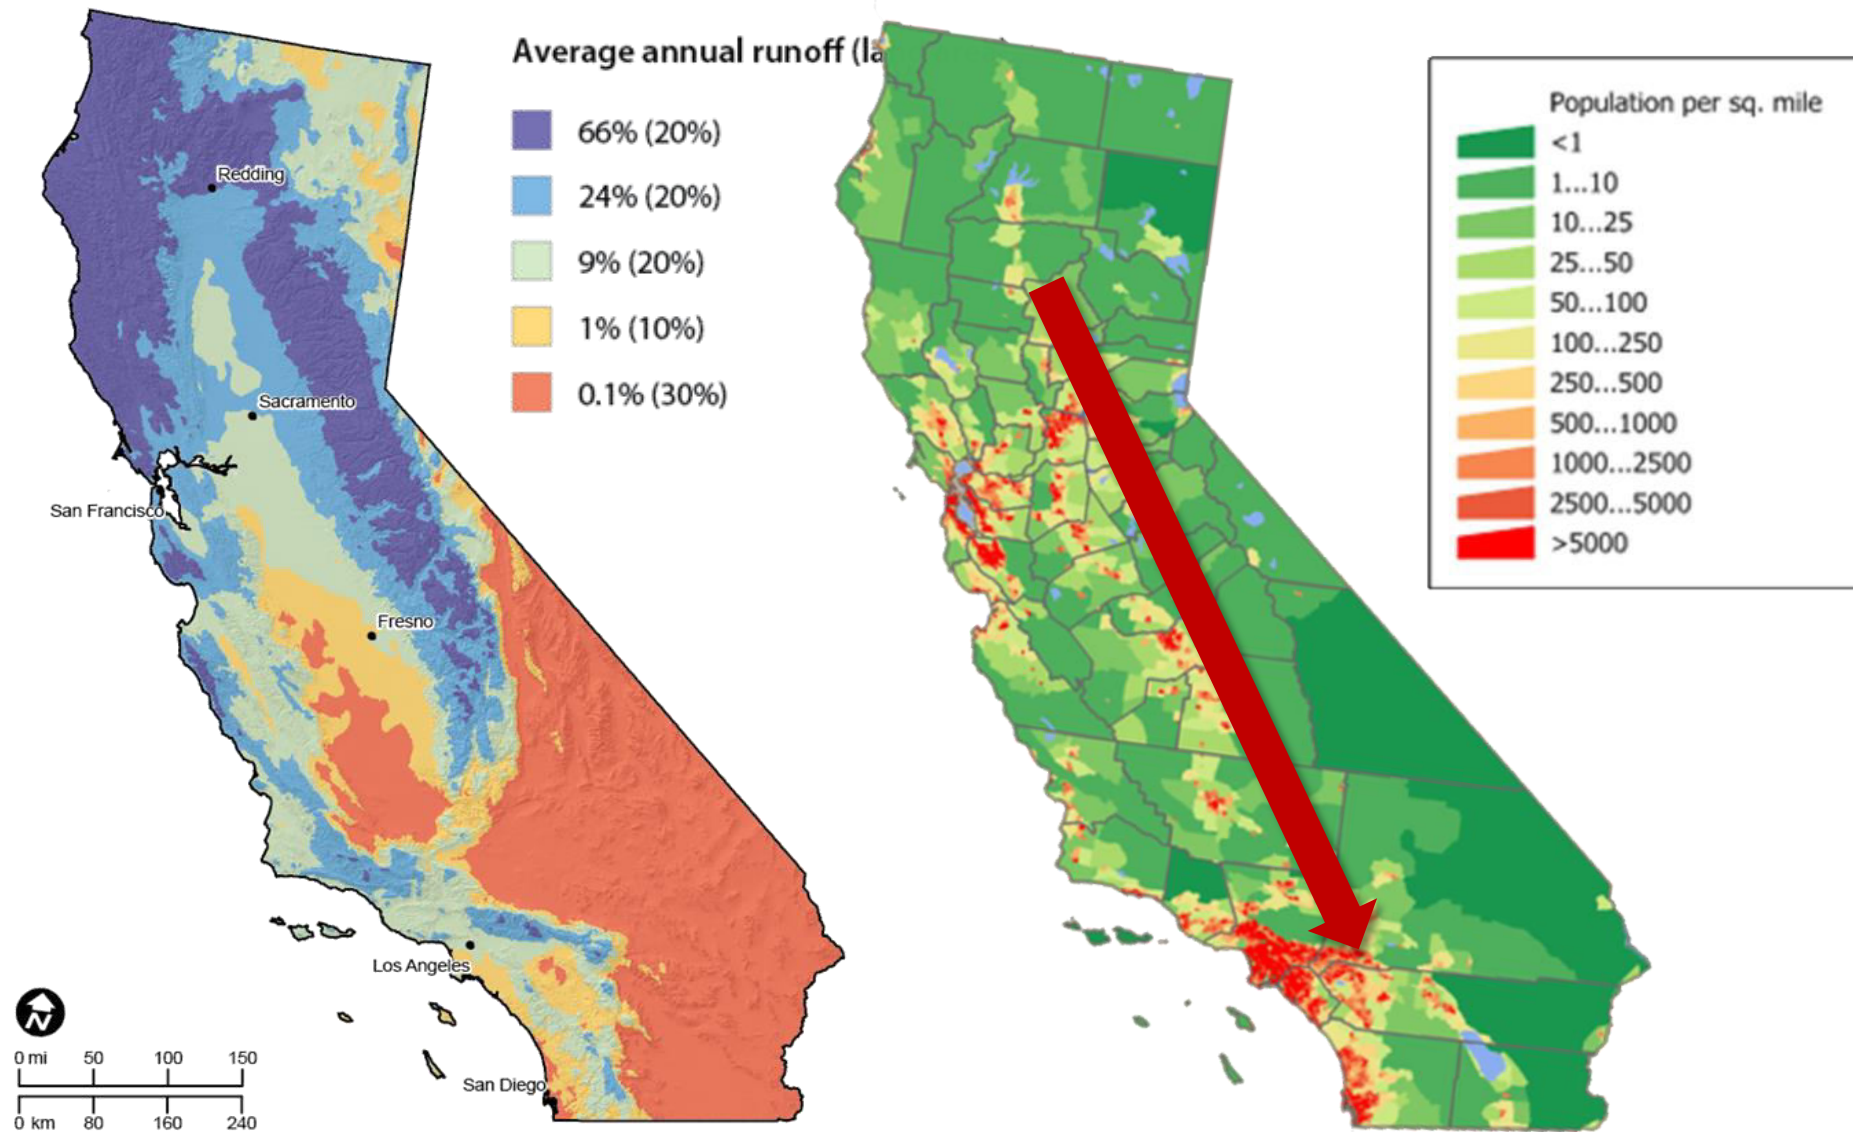 Average annual runoff (la
66% (20%)
24% (20%)
9% (20%)
1% (10%)
0.1% (30%)
Redding
Sacramento
San Francisco
Fresno
Los Angeles
San Diego
N
0 mi 50 100 150
0 km 80 160 240
Population per sq. mile
<1
1...10
10...25
25...50
50...100
100...250
250...500
500...1000
1000...2500
2500...5000
>5000